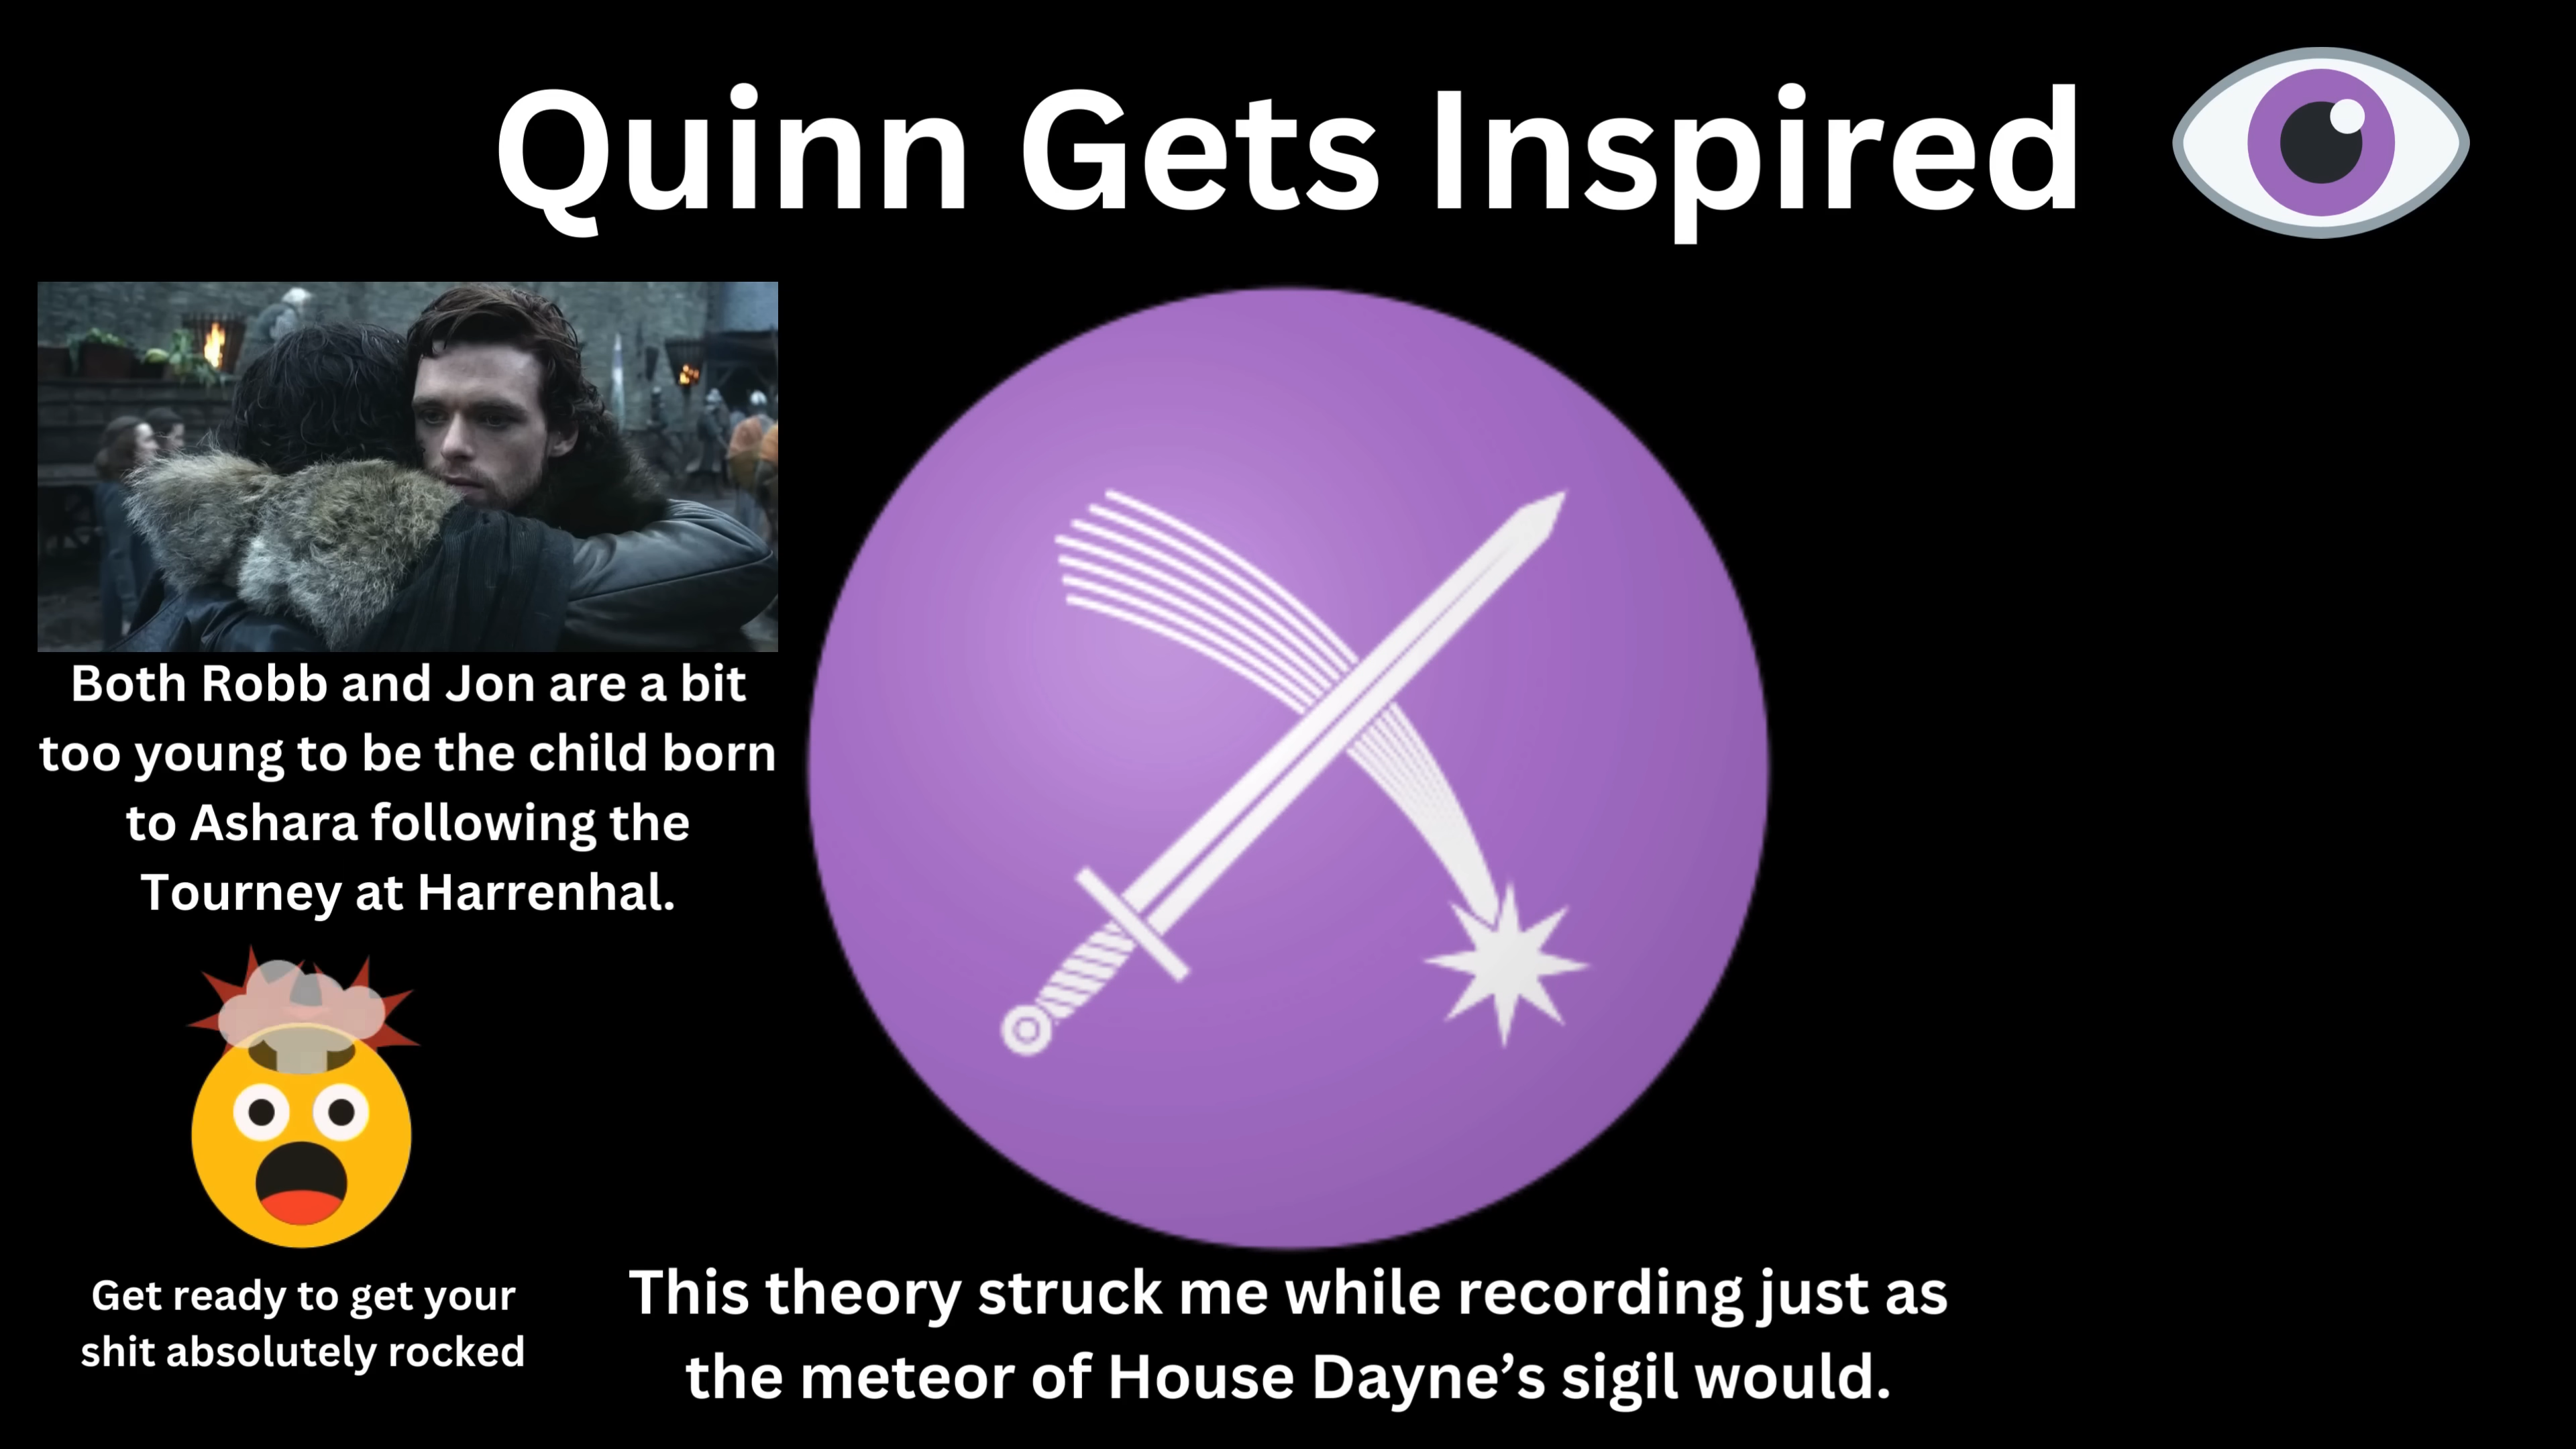 Quinn Gets Inspired
Both Robb and Jon are a bit
too young to be the child born
to Ashara following the
Tourney at Harrenhal.
Get ready to get your
shit absolutely rocked
This theory struck me while recording just as
the meteor of House Dayne’s sigil would.